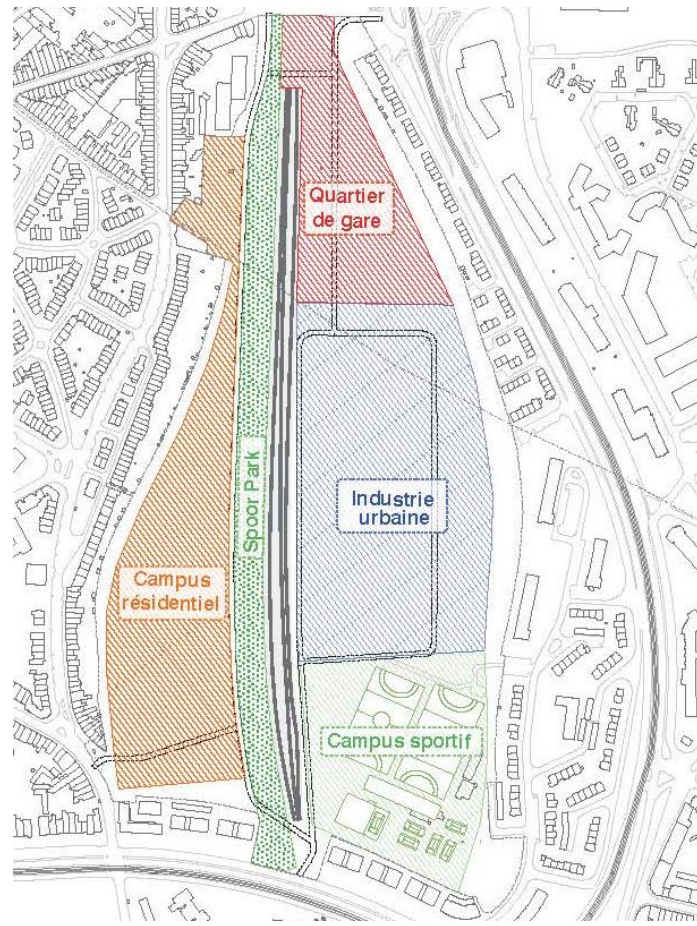 Quartier
de gare
Spoor Park
Industrie
urbaine
Campus
résidentiel
Campus sportif